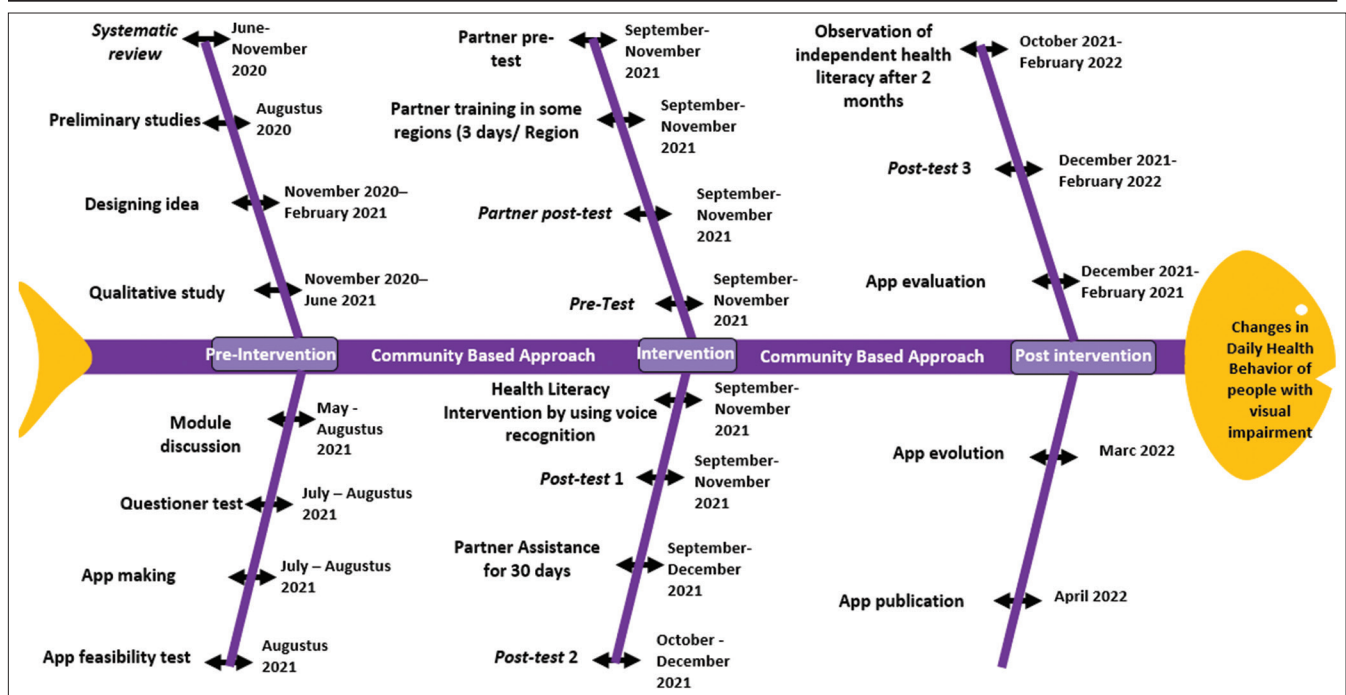 Systematic
review
June-
November
2020
Preliminary studies
Augustus
2020
Designing idea
November 2020–
February 2021
Qualitative study
November 2020–
June 2021
Partner pre-
test
September-
November
2021
Partner training in some
regions (3 days/ Region
September-
November
2021
Partner post-test
September-
November
2021
Pre-Test
September-
November
2021
Observation of
independent health
literacy after 2
months
October 2021-
February 2022
Post-test 3
December 2021-
February 2022
App evaluation
December 2021-
February 2021
Pre-Intervention
Community Based Approach
Intervention
Community Based Approach
Post intervention
Changes in
Daily Health
Behavior of
people with
visual
impairment
Module
discussion
May -
Augustus
2021
Questioner test
July – Augustus
2021
App making
July – Augustus
2021
App feasibility test
Augustus
2021
Health Literacy
Intervention by using voice
recognition
September-
November
2021
Post-test 1
September-
November
2021
Partner Assistance
for 30 days
September-
December
2021
Post-test 2
October -
December
2021
App evolution
Marc 2022
App publication
April 2022